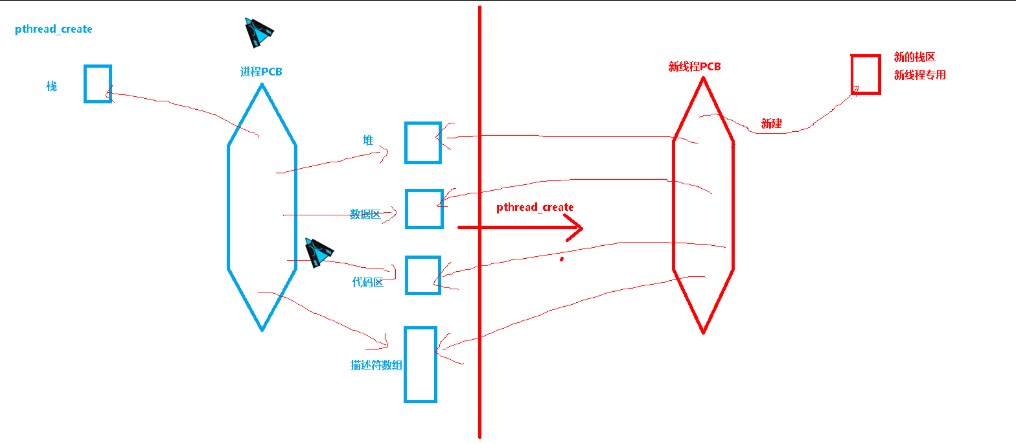 pthread_create
栈
进程PCB
堆
数据区
代码区
描述符数组
pthread_create
新线程PCB
新建
新的栈区
新线程专用